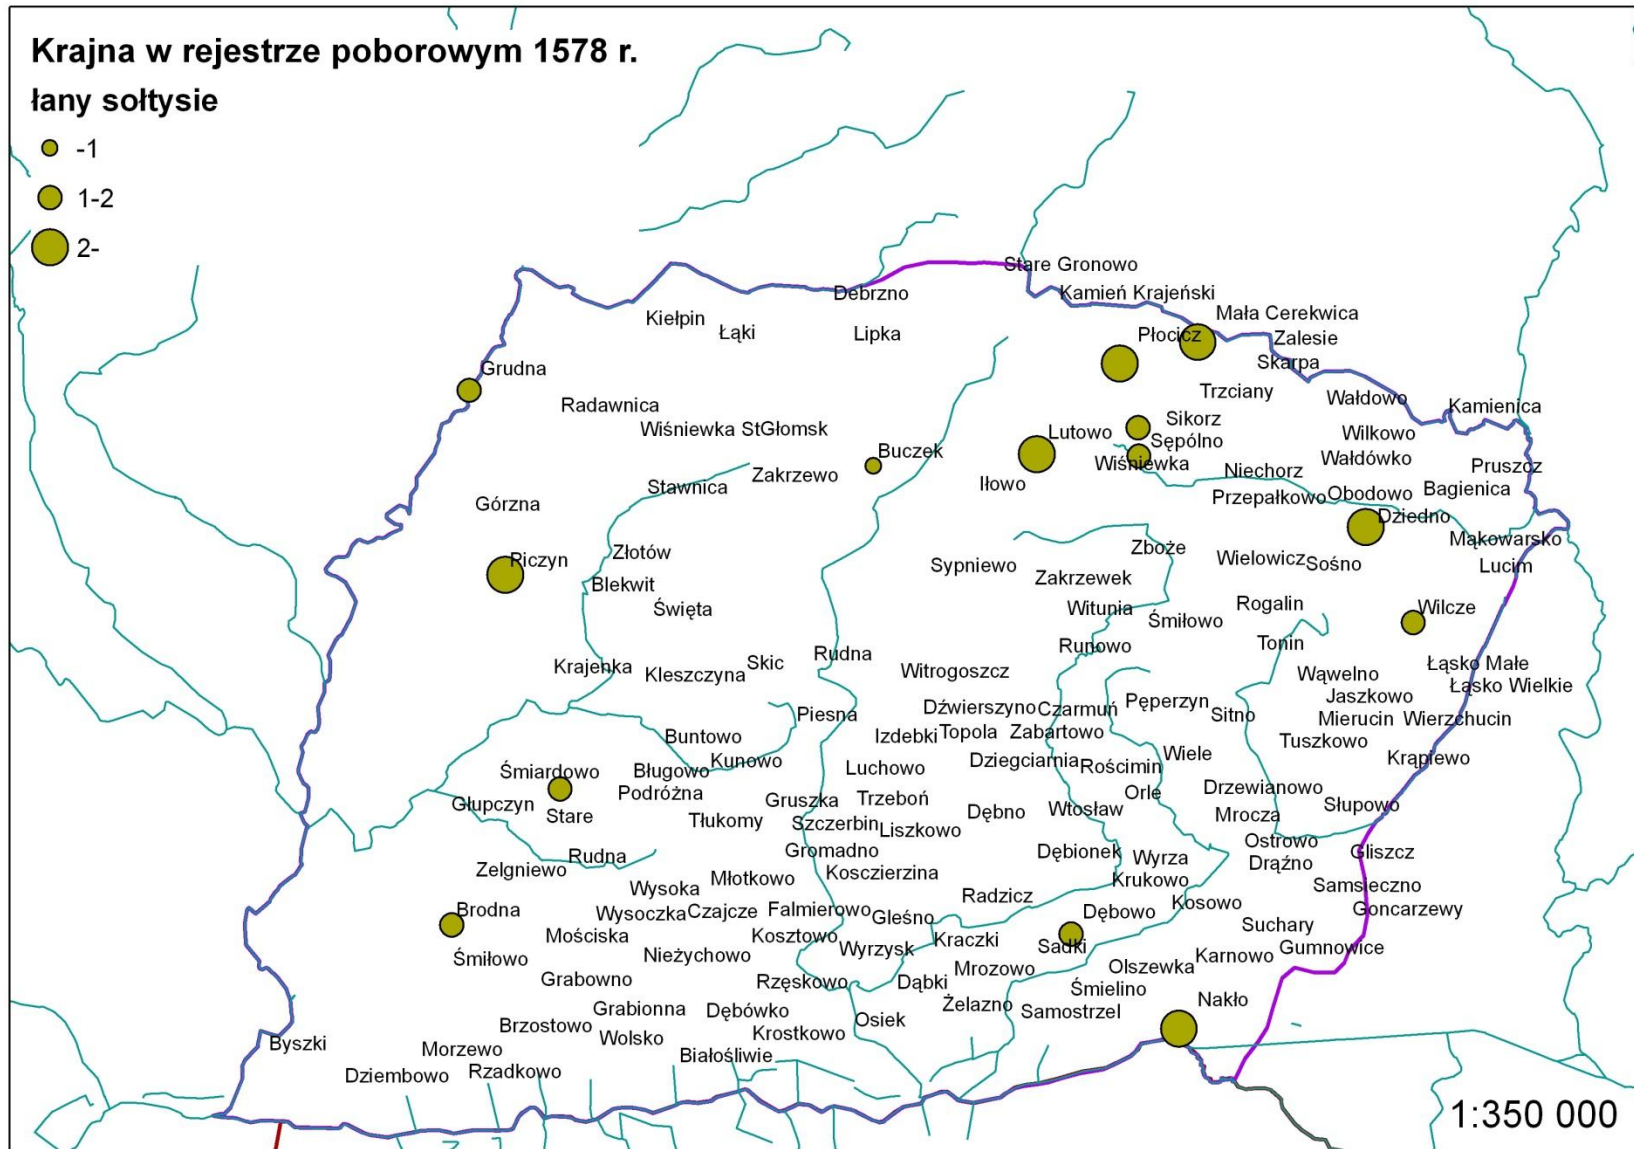 Krajna w rejestrze poborowym 1578 r.
łany sołtysie
-1
1-2
2-
Stare Gronowo
Debrzno
Kamień Krajeński
Kiełpin
Łąki
Lipka
Mała Cerekwica
Płocicz
Zalesie
Skarpa
Grudna
Trzciany
Wałdowo
Kamienica
Radawnica
Wiśniewka StGłomsk
Buczek
Lutowo
Sikorz
Sępólno
Wiśniewka
Wilkowo
Wałdówko
Niechorz
Pruszcz
Stawnica
Zakrzewo
Iłowo
Przepałkowo
Obodowo
Bagienica
Górzna
Dziedno
Mąkowarsko
Piczyn
Złotów
Blekwit
Święta
Sypniewo
Zboże
Zakrzewek
Wielowicz
Sośno
Lucim
Witunia
Śmiłowo
Rogalin
Wilcze
Krajenka
Kleszczyna
Skic
Rudna
Witrogoszcz
Runowo
Tonin
Wąwelno
Łąsko Małe
Łąsko Wielkie
Piesna
Dźwierszyno
Czarmuń
Pęperzyn
Sitno
Jaszkowo
Mierucin
Wierzchucin
Buntowo
Kunowo
Izdebki
Topola
Zabartowo
Tuszkowo
Krąpiewo
Śmiardowo
Bługowo
Podróżna
Luchowo
Dziegciarnia
Rościmin
Wiele
Głupczyn
Stare
Tłukomy
Gruszka
Trzeboń
Dębno
Wtosław
Orle
Drzewianowo
Słupowo
Szczerbin
Liszkowo
Mrocza
Zelgniewo
Rudna
Gromadno
Dębionek
Wyrza
Ostrowo
Drąźno
Gliszcz
Wysoka
Młotkowo
Kosczierzina
Krukowo
Samsieczno
Brodna
Wysoczka
Czajcze
Falmierowo
Gleśno
Radzicz
Dębowo
Kosowo
Goncarzewy
Mościska
Kosztowo
Wyrzysk
Kraczki
Sadki
Suchary
Gumnowice
Śmiłowo
Nieżychowo
Karnowo
Grabowno
Rzęskowo
Dąbki
Mrozowo
Olszewka
Śmielino
Nakło
Brzostowo
Grabionna
Dębówko
Osiek
Żelazno
Samostrzel
Byszki
Morzewo
Wolsko
Krostkowo
Dziembowo
Rzadkowo
Białośliwie
1:350 000